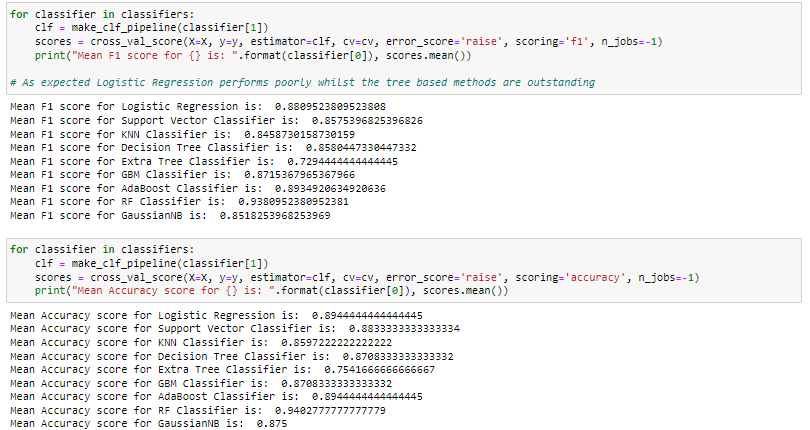 for classifier in classifiers:
    clf = make_clf_pipeline(classifier[1])
    scores = cross_val_score(X=X, y=y, estimator=clf, cv=cv, error_score='raise', scoring='f1', n_jobs=-1)
    print("Mean F1 score for {} is: ".format(classifier[0]), scores.mean())
# As expected Logistic Regression performs poorly whilst the tree based methods are outstanding
Mean F1 score for Logistic Regression is:  0.8809523809523808
Mean F1 score for Support Vector Classifier is:  0.8575396825396826
Mean F1 score for KNN Classifier is:  0.8458730158730159
Mean F1 score for Decision Tree Classifier is:  0.8580447330447332
Mean F1 score for Extra Tree Classifier is:  0.7294444444444445
Mean F1 score for GBM Classifier is:  0.8715367965367966
Mean F1 score for AdaBoost Classifier is:  0.8934920634920636
Mean F1 score for RF Classifier is:  0.9380952380952381
Mean F1 score for GaussianNB is:  0.8518253968253969
for classifier in classifiers:
    clf = make_clf_pipeline(classifier[1])
    scores = cross_val_score(X=X, y=y, estimator=clf, cv=cv, error_score='raise', scoring='accuracy', n_jobs=-1)
    print("Mean Accuracy score for {} is: ".format(classifier[0]), scores.mean())
Mean Accuracy score for Logistic Regression is:  0.8944444444444445
Mean Accuracy score for Support Vector Classifier is:  0.8833333333333334
Mean Accuracy score for KNN Classifier is:  0.8597222222222222
Mean Accuracy score for Decision Tree Classifier is:  0.8708333333333332
Mean Accuracy score for Extra Tree Classifier is:  0.7541666666666667
Mean Accuracy score for GBM Classifier is:  0.8708333333333332
Mean Accuracy score for AdaBoost Classifier is:  0.8944444444444445
Mean Accuracy score for RF Classifier is:  0.9402777777777779
Mean Accuracy score for GaussianNB is:  0.875